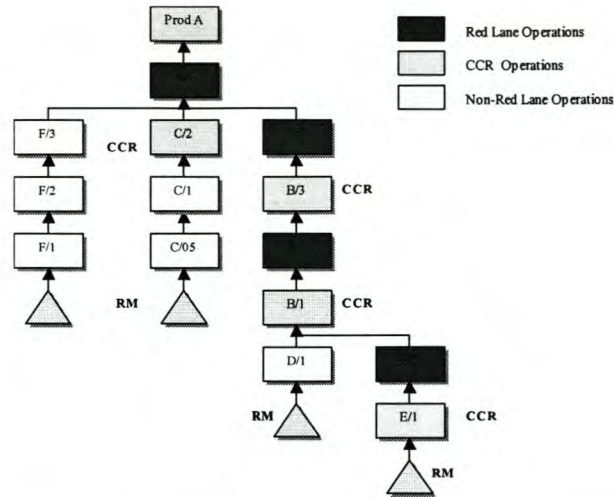 Prod A
Red Lane Operations
CCR Operations
Non-Red Lane Operations
F/3
CCR
C/2
F/2
C/1
B/3
CCR
F/1
C/05
RM
B/1
CCR
D/1
RM
E/1
CCR
RM